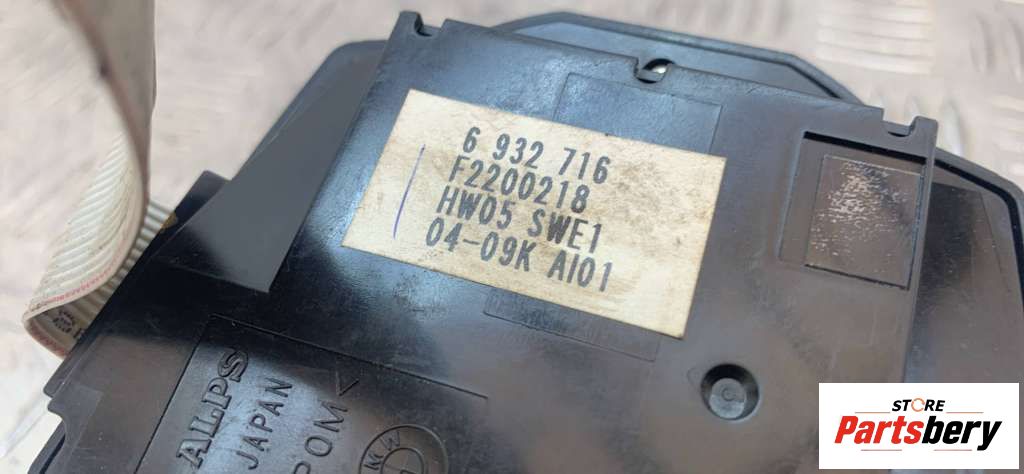 6 932 716
F2200218
HW05 SWE1
04-09K AI01
ALPS
JAPAN
POM<
STORE
Partsbery